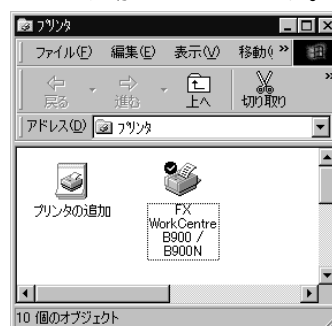 プリンタ
ファイル(F) 編集(E) 表示(V) 移動( »
戻る 進む 上へ 切り取り »
アドレス(D) プリンタ
プリンタの追加
FX
WorkCentre
B900 /
B900N
10 個のオブジェクト